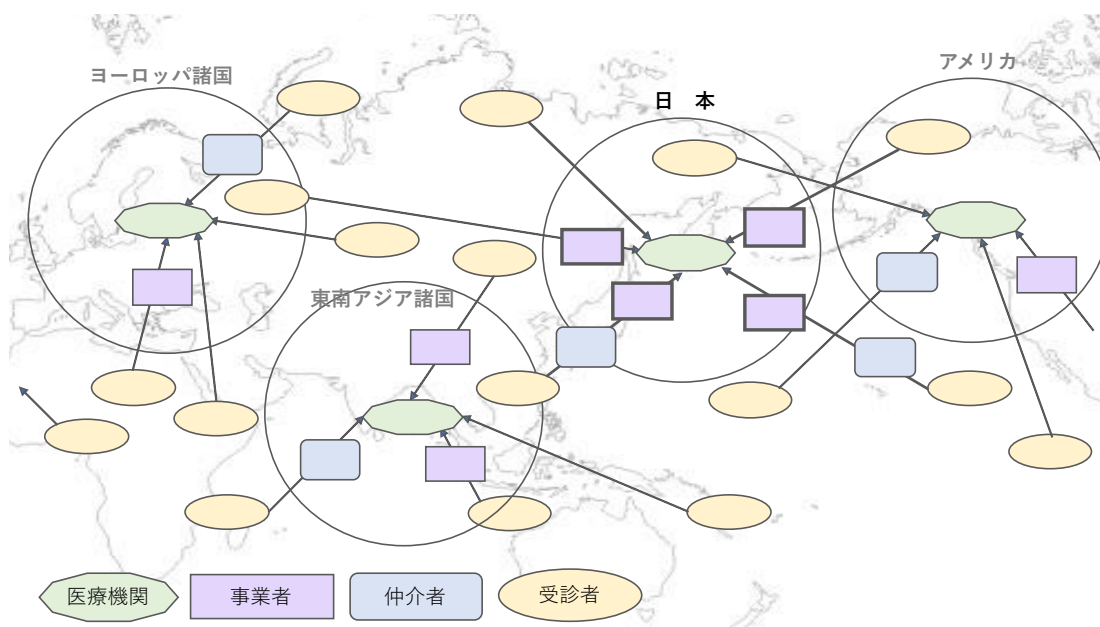 アメリカ
ヨーロッパ諸国
日 本
東南アジア諸国
医療機関
事業者
仲介者
受診者